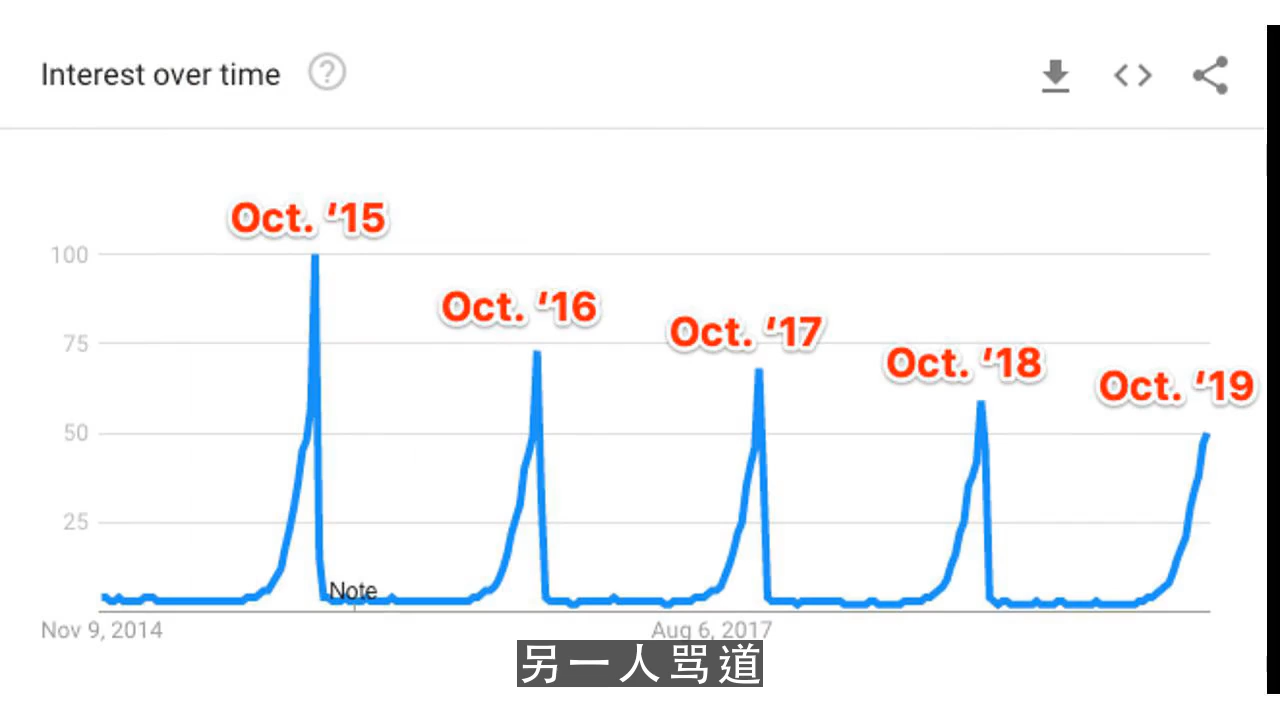 Interest over time ?
Oct. ‘15
Oct. ‘16
Oct. ‘17
Oct. ‘18
Oct. ‘19
100
75
50
25
Note
Nov 9, 2014
Aug 6, 2017
另一人骂道